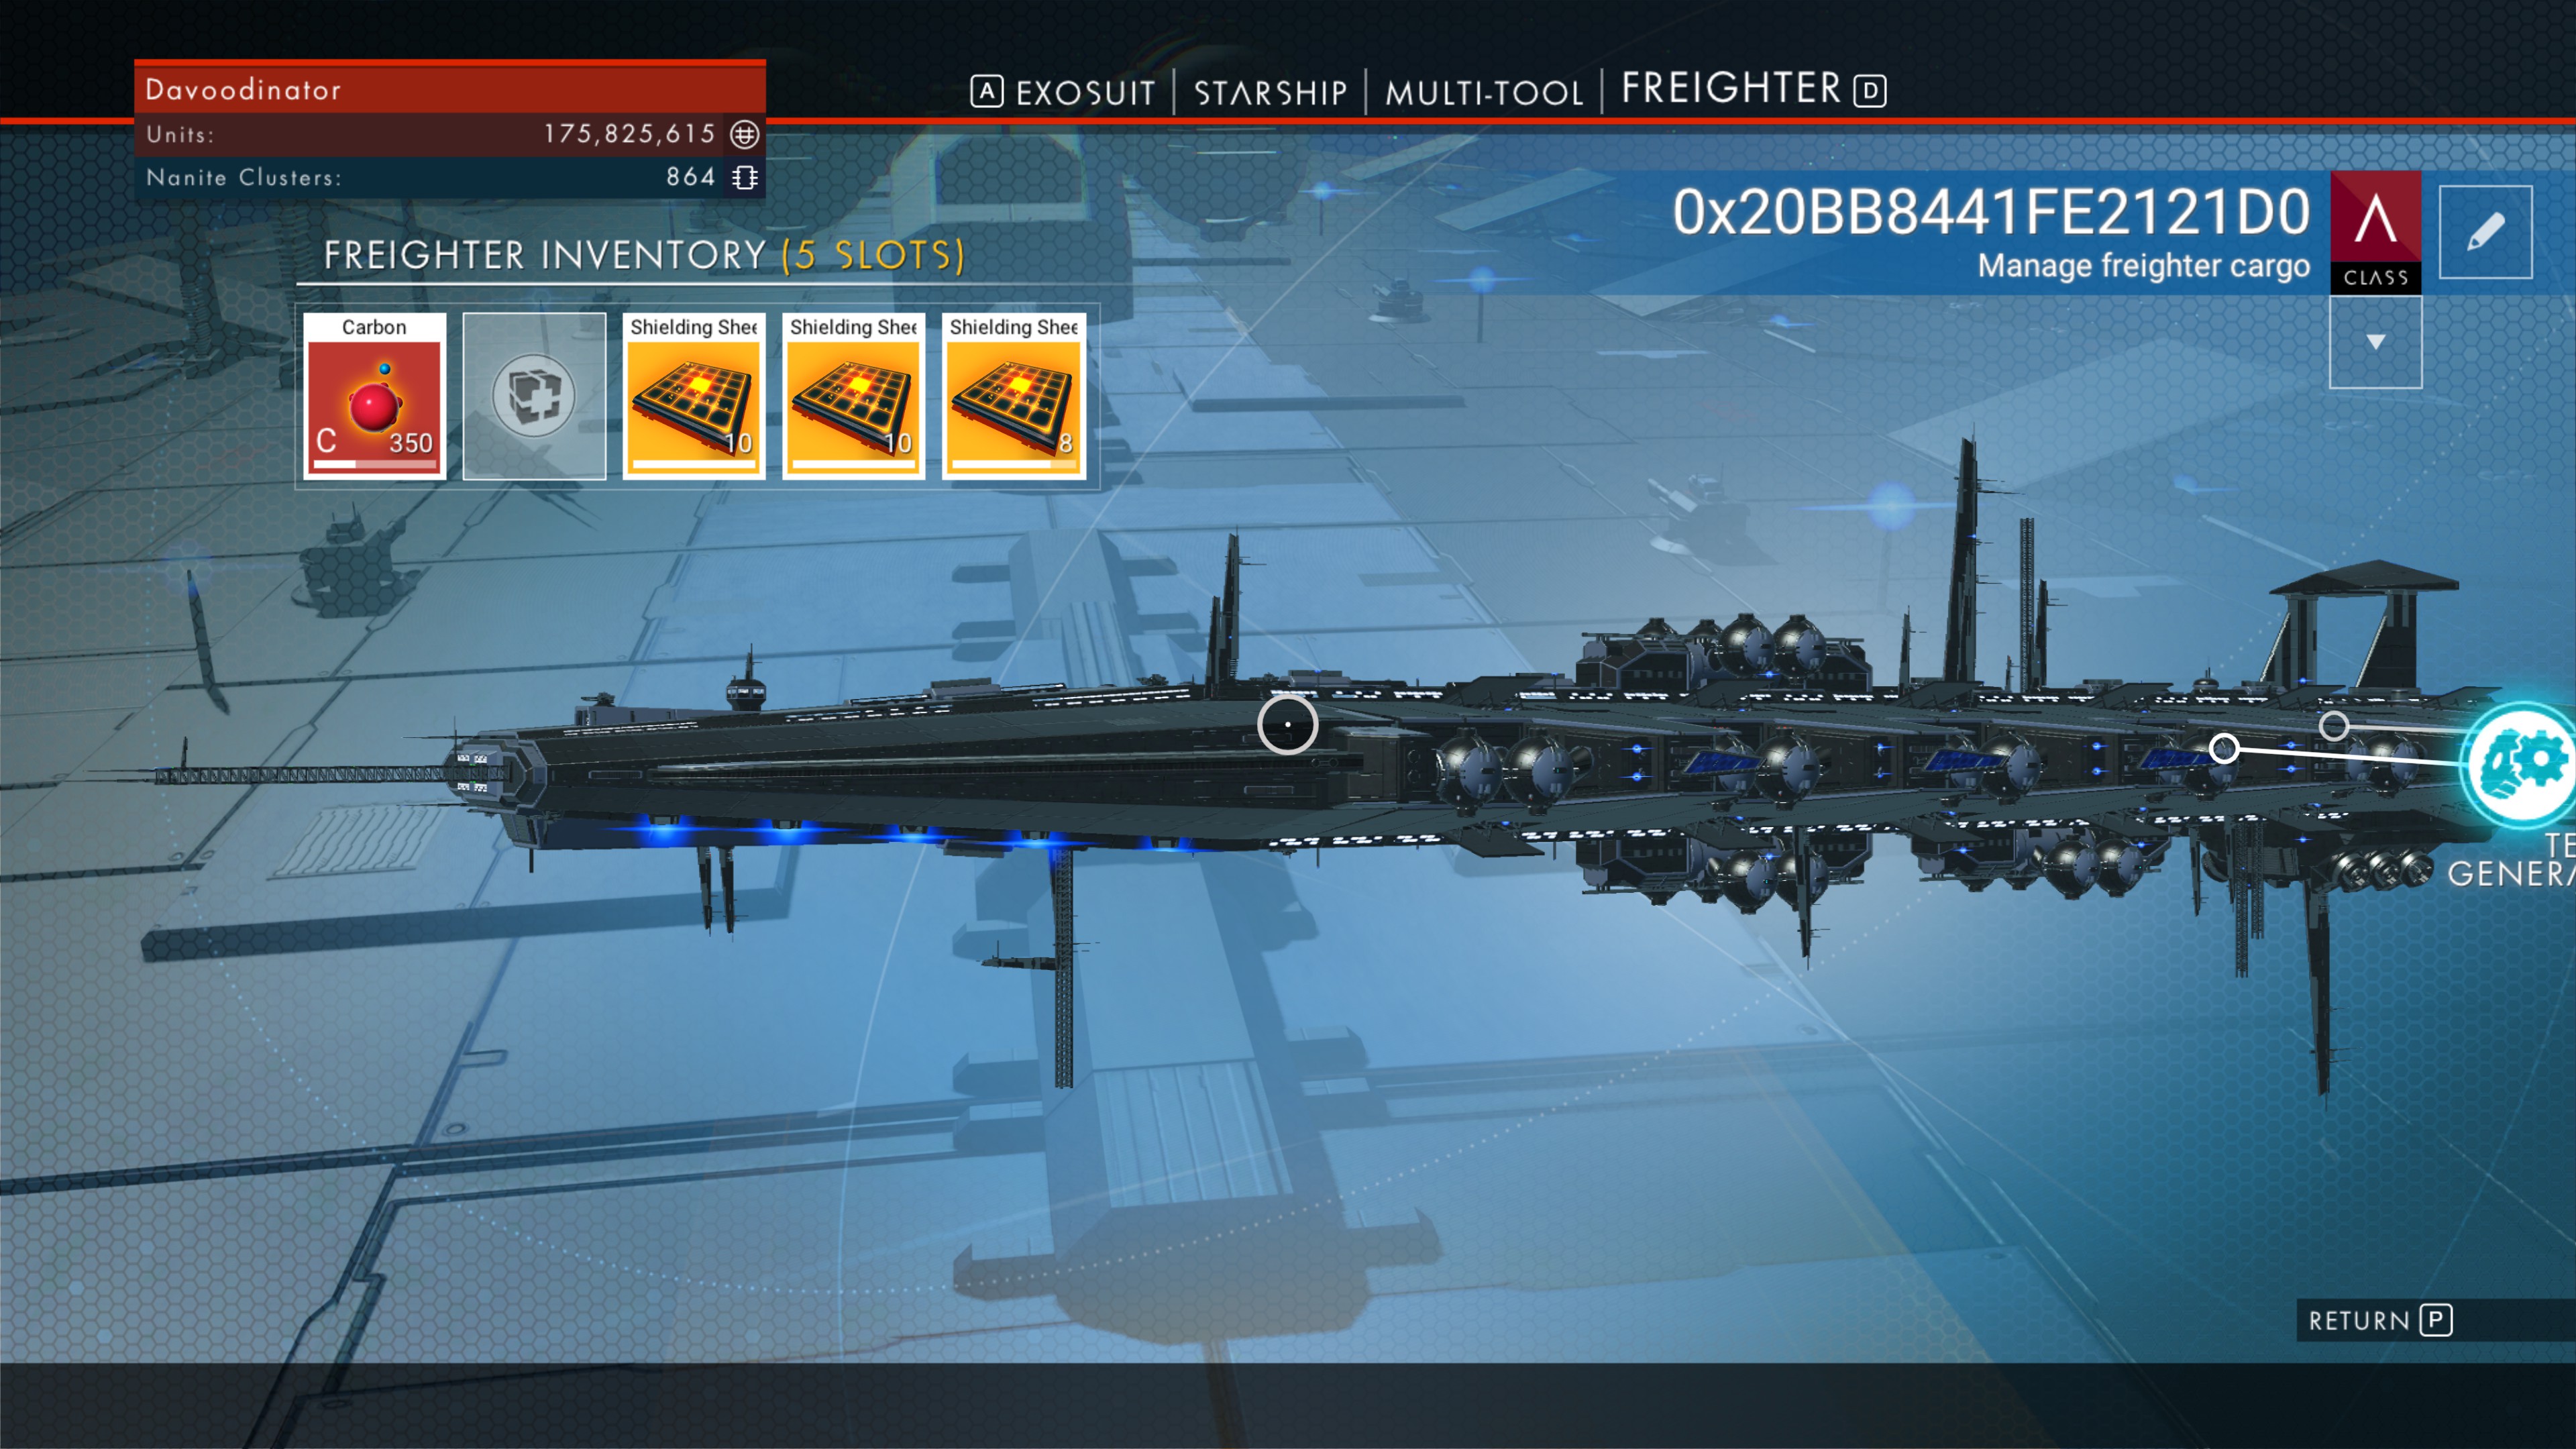 Davoodinator
Units: 175,825,615
Nanite Clusters: 864
A EXOSUIT STARSHIP MULTI-TOOL FREIGHTER D
FREIGHTER INVENTORY (5 SLOTS)
0x20BB8441FE2121D0
Manage freighter cargo
A
CLASS
Carbon
C 350
Shielding Shee
10
Shielding Shee
10
Shielding Shee
8
TE
GENERA
RETURN P